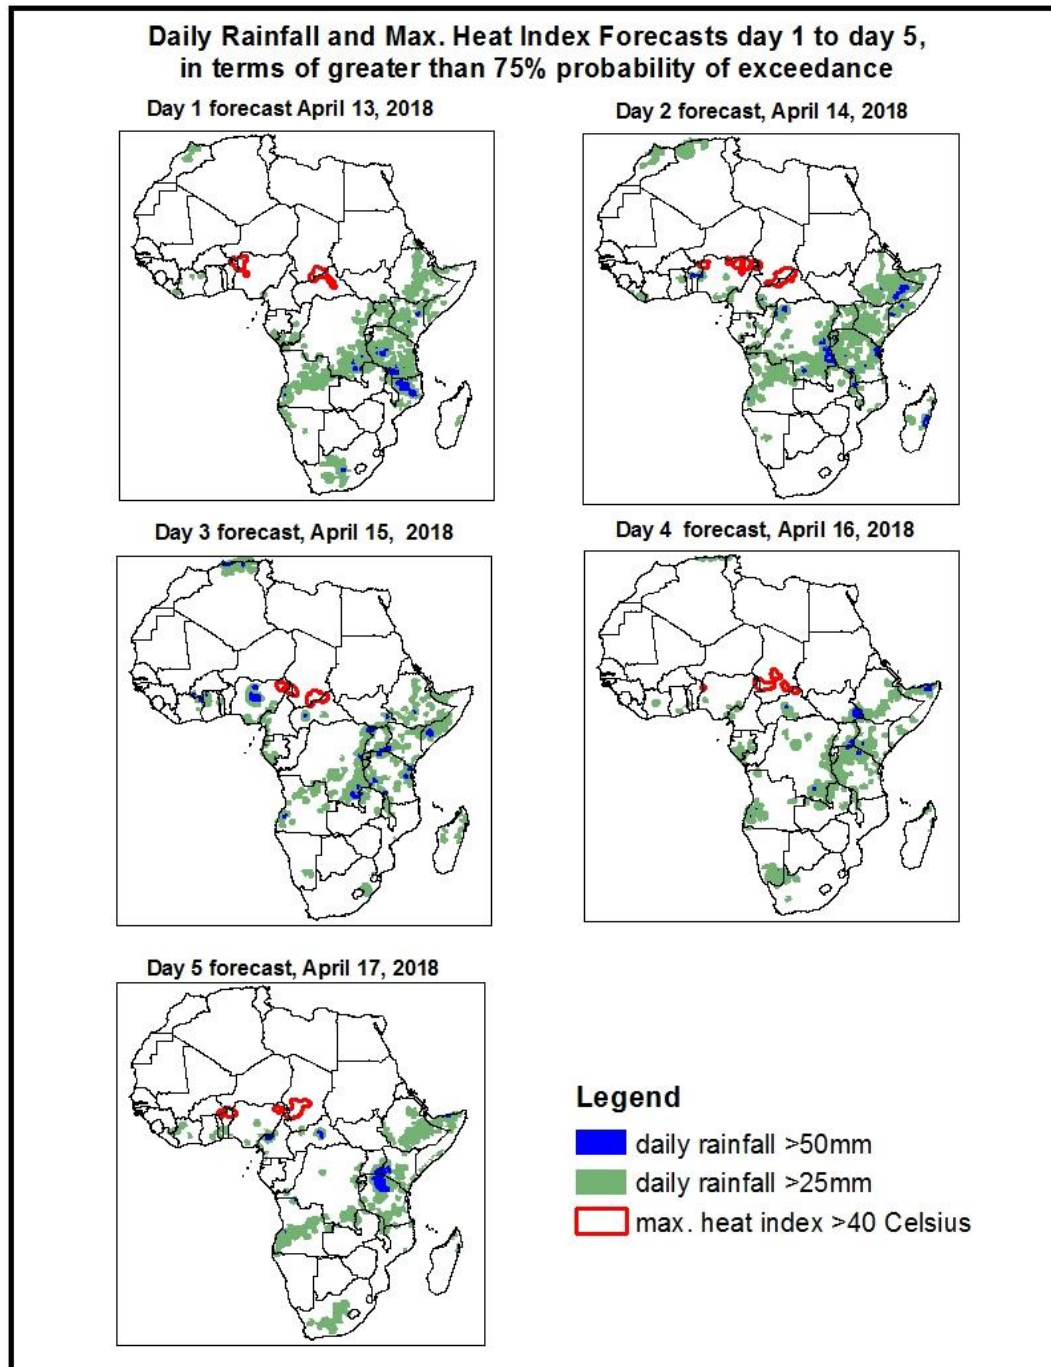 Daily Rainfall and Max. Heat Index Forecasts day 1 to day 5,
in terms of greater than 75% probability of exceedance
Day 1 forecast April 13, 2018
Day 2 forecast, April 14, 2018
Day 3 forecast, April 15, 2018
Day 4 forecast, April 16, 2018
Day 5 forecast, April 17, 2018
Legend
daily rainfall >50mm
daily rainfall >25mm
max. heat index >40 Celsius